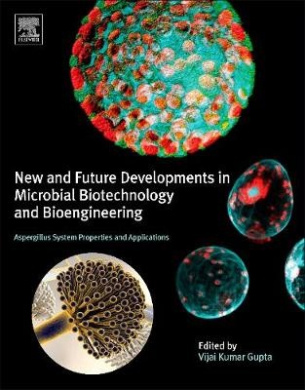 ELSEVIER
New and Future Developments in
Microbial Biotechnology
and Bioengineering
Aspergillus System Properties and Applications
Edited by
Vijai Kumar Gupta